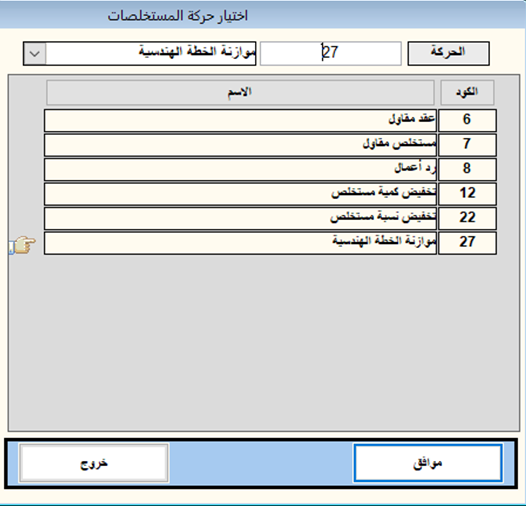 اختيار حركة المستخلصات
الحركة 27 موازنة الخطة الهندسية
الكود الاسم
6 عقد مقاول
7 مستخلص مقاول
8 رد أعمال
12 تخفيض كمية مستخلص
22 تخفيض نسبة مستخلص
27 موازنة الخطة الهندسية
موافق خروج